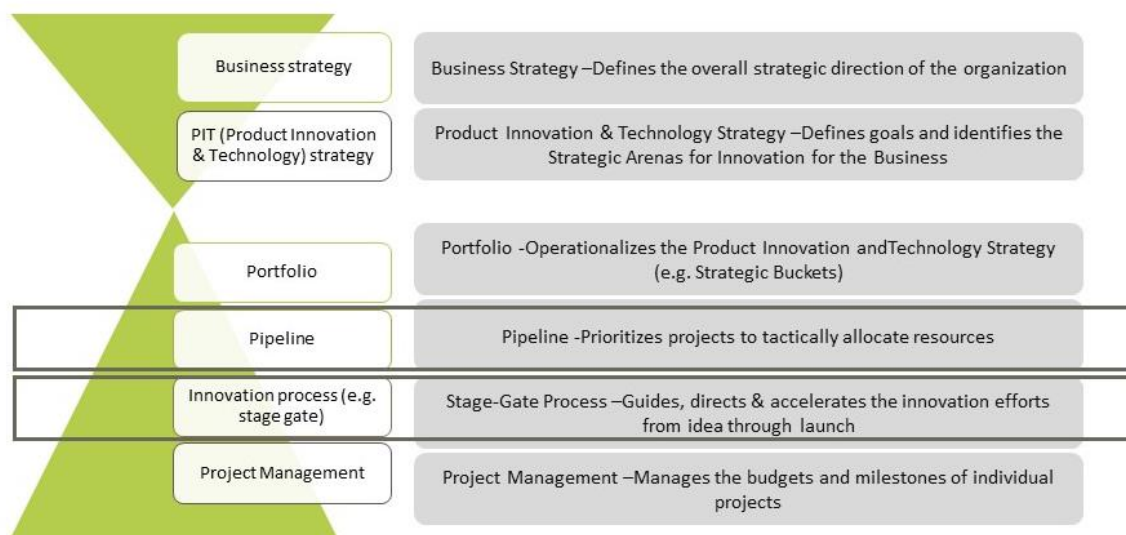 Business strategy
Business Strategy –Defines the overall strategic direction of the organization
PIT (Product Innovation
& Technology) strategy
Product Innovation & Technology Strategy –Defines goals and identifies the
Strategic Arenas for Innovation for the Business
Portfolio
Portfolio -Operationalizes the Product Innovation andTechnology Strategy
(e.g. Strategic Buckets)
Pipeline
Pipeline -Prioritizes projects to tactically allocate resources
Innovation process (e.g.
stage gate)
Stage-Gate Process –Guides, directs & accelerates the innovation efforts
from idea through launch
Project Management
Project Management –Manages the budgets and milestones of individual
projects